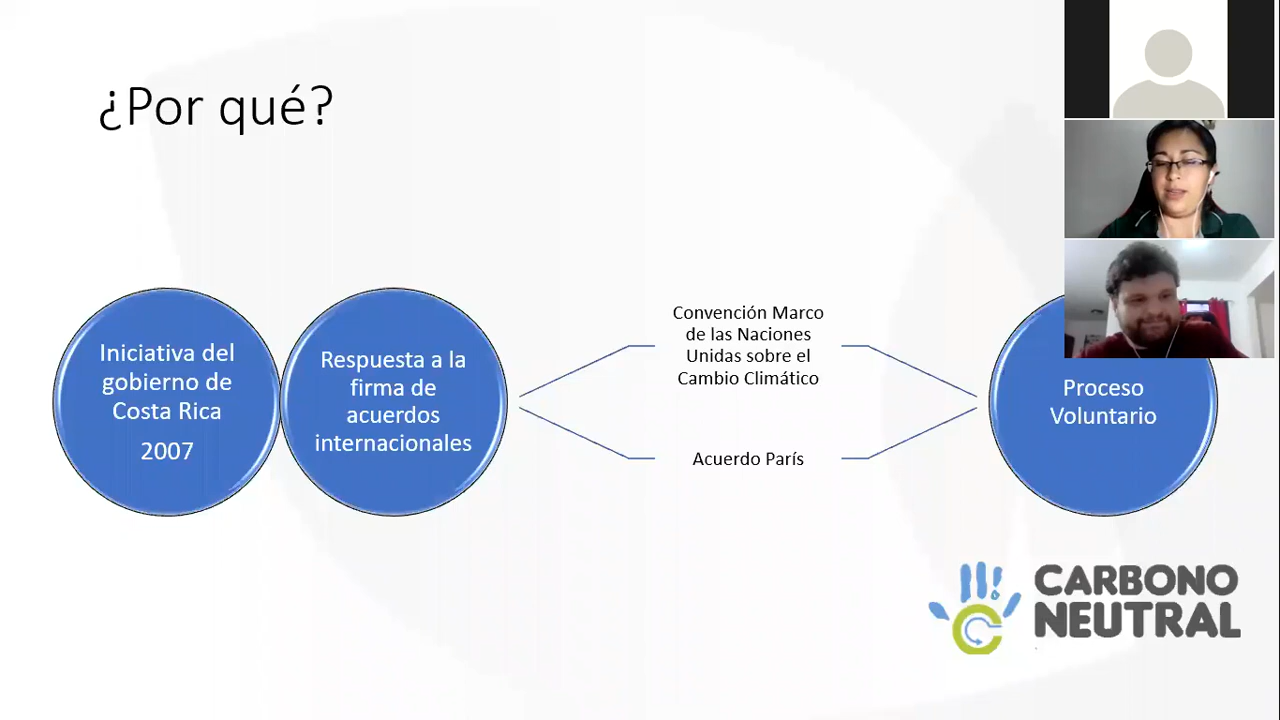 ¿Por qué?
Iniciativa del
gobierno de
Costa Rica
2007
Respuesta a la
firma de
acuerdos
internacionales
Convención Marco
de las Naciones
Unidas sobre el
Cambio Climático
Acuerdo París
Proceso
Voluntario
CARBONO
NEUTRAL